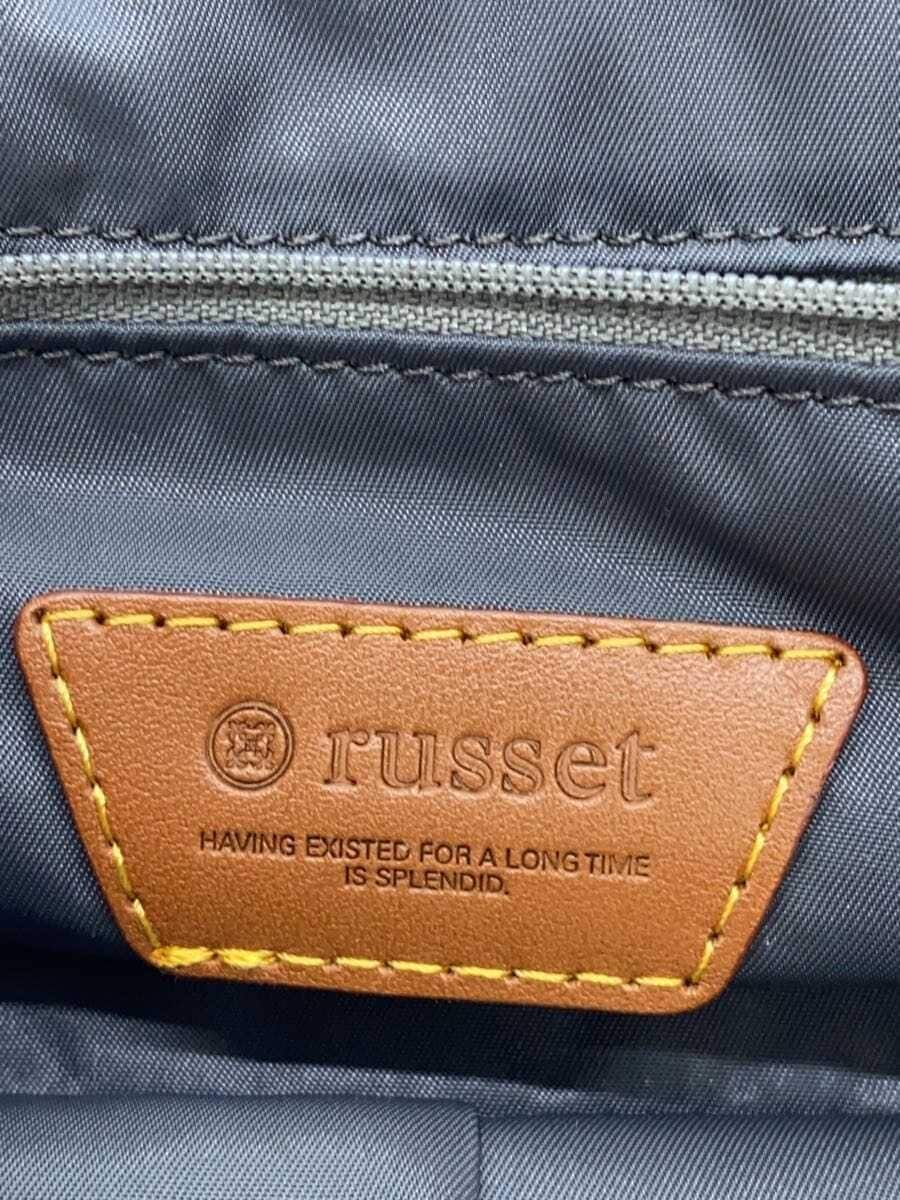 russet
HAVING EXISTED FOR A LONG TIME
IS SPLENDID.